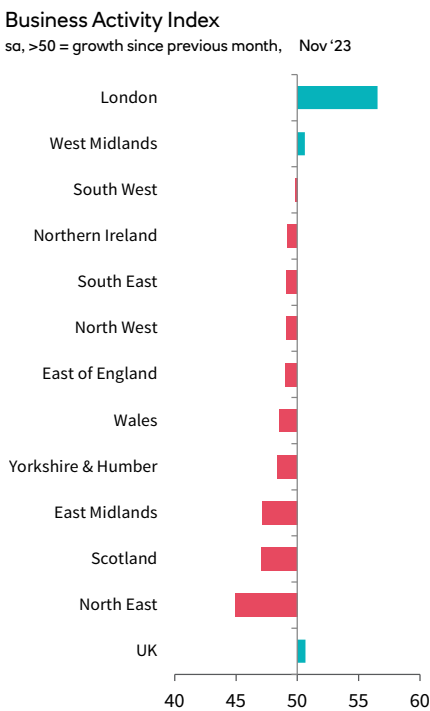 Business Activity Index
sa, >50 = growth since previous month, Nov ‘23
London
West Midlands
South West
Northern Ireland
South East
North West
East of England
Wales
Yorkshire & Humber
East Midlands
Scotland
North East
UK
40 45 50 55 60